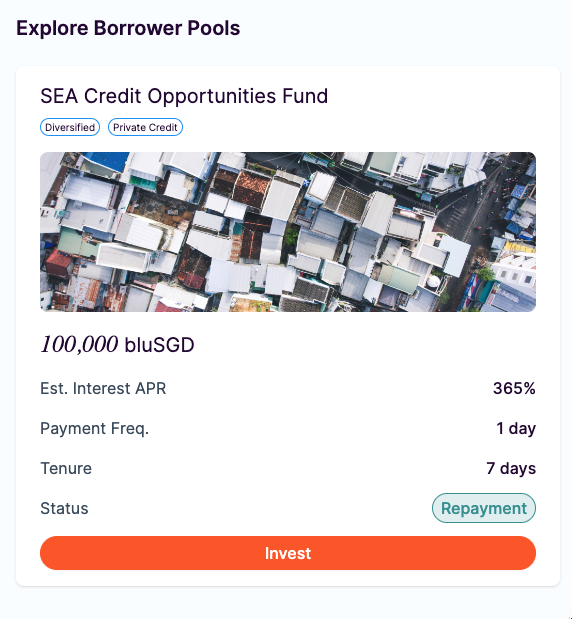 Explore Borrower Pools
SEA Credit Opportunities Fund
Diversified Private Credit
100,000 bluSGD
Est. Interest APR 365%
Payment Freq. 1 day
Tenure 7 days
Status Repayment
Invest